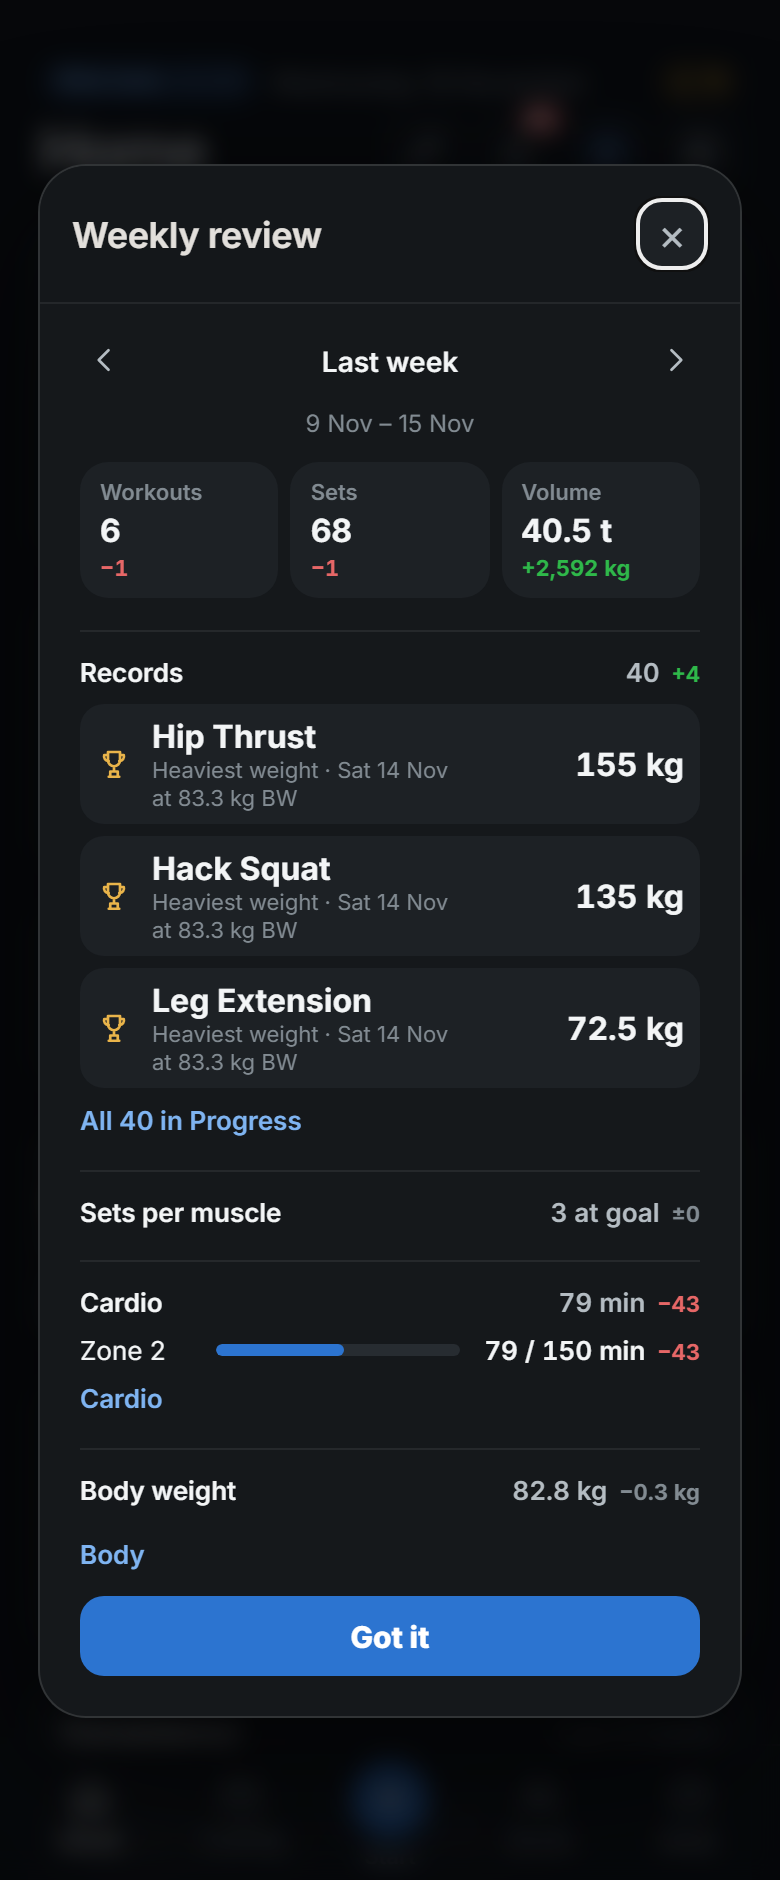 Weekly review
Last week
9 Nov – 15 Nov
Workouts
6
−1
Sets
68
−1
Volume
40.5 t
+2,592 kg
Records 40 +4
Hip Thrust
Heaviest weight · Sat 14 Nov
at 83.3 kg BW
155 kg
Hack Squat
Heaviest weight · Sat 14 Nov
at 83.3 kg BW
135 kg
Leg Extension
Heaviest weight · Sat 14 Nov
at 83.3 kg BW
72.5 kg
All 40 in Progress
Sets per muscle 3 at goal ±0
Cardio 79 min −43
Zone 2 79 / 150 min −43
Cardio
Body weight 82.8 kg −0.3 kg
Body
Got it